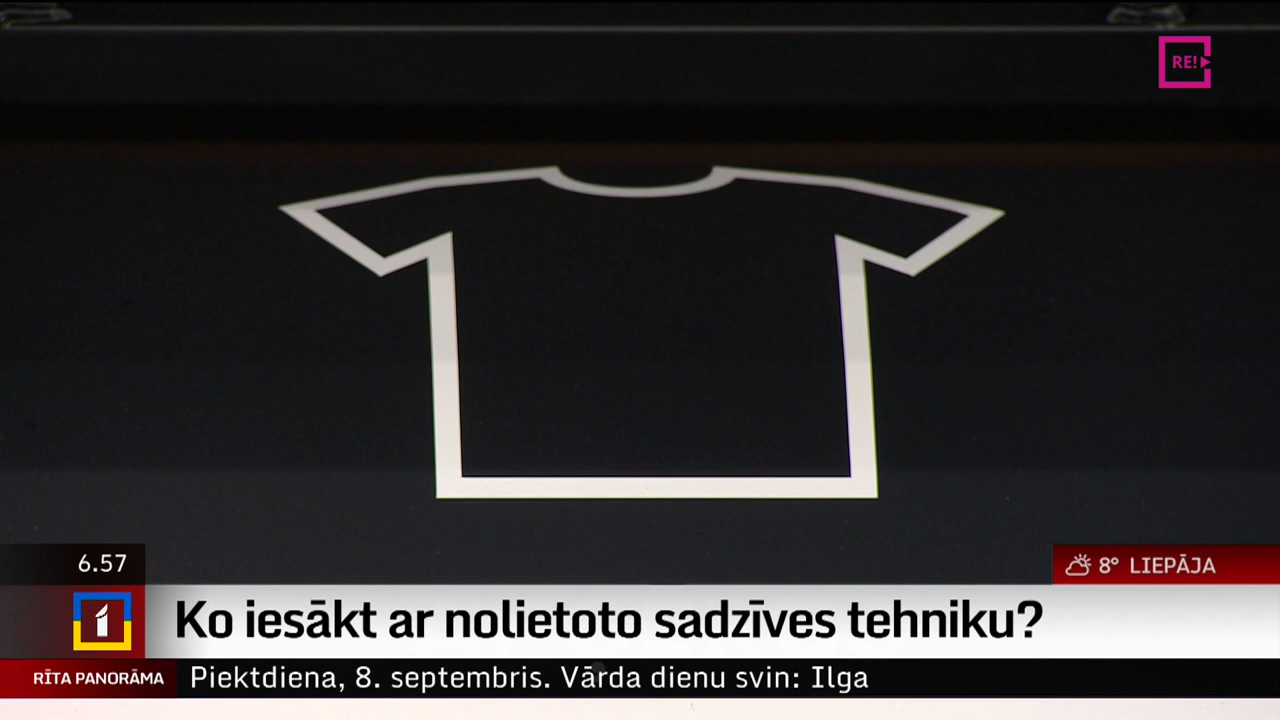 RE!
6.57
8° LIEPĀJA
1
Ko iesākt ar nolietoto sadzīves tehniku?
RĪTA PANORĀMA
Piektdiena, 8. septembris. Vārda dienu svin: Ilga